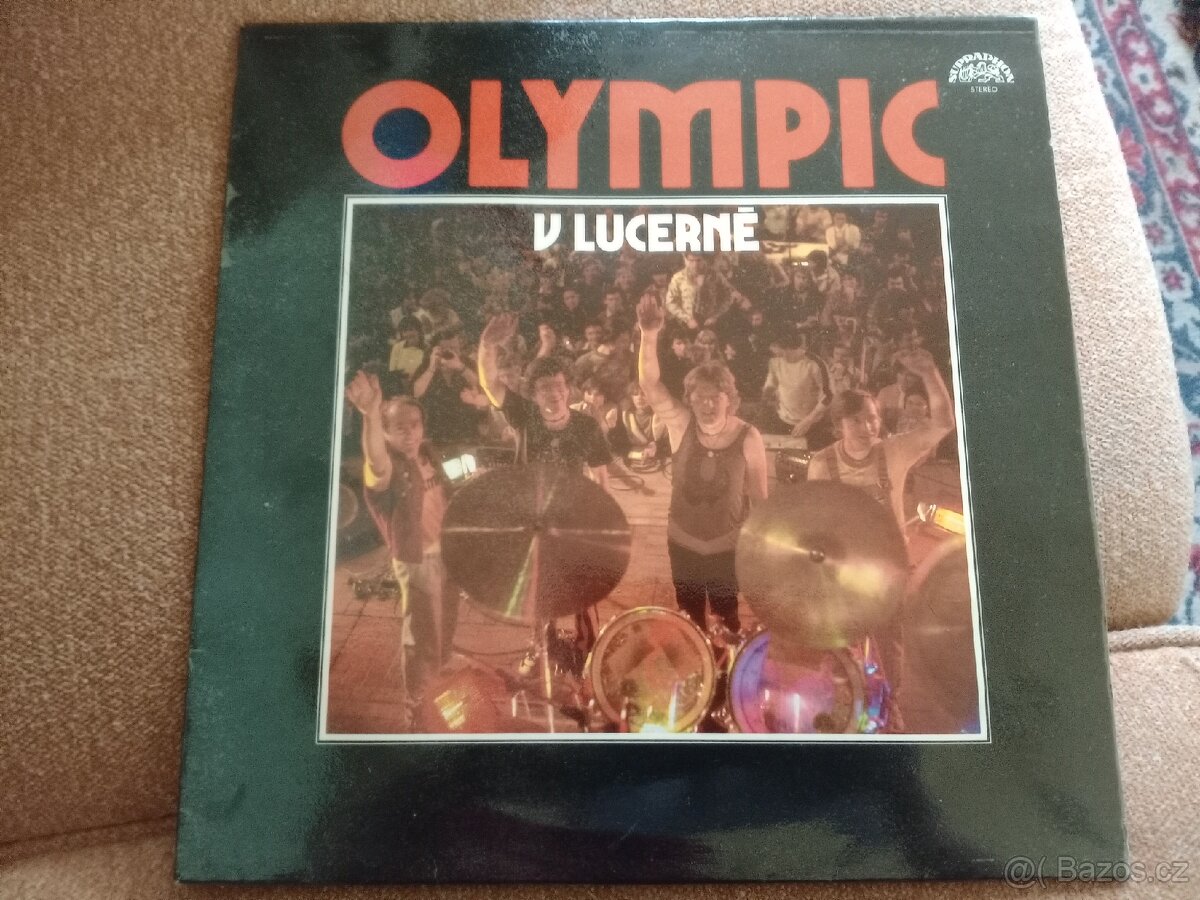 SUPRAPHON
STEREO
OLYMPIC
V LUCERNĚ
@( Bazos.cz